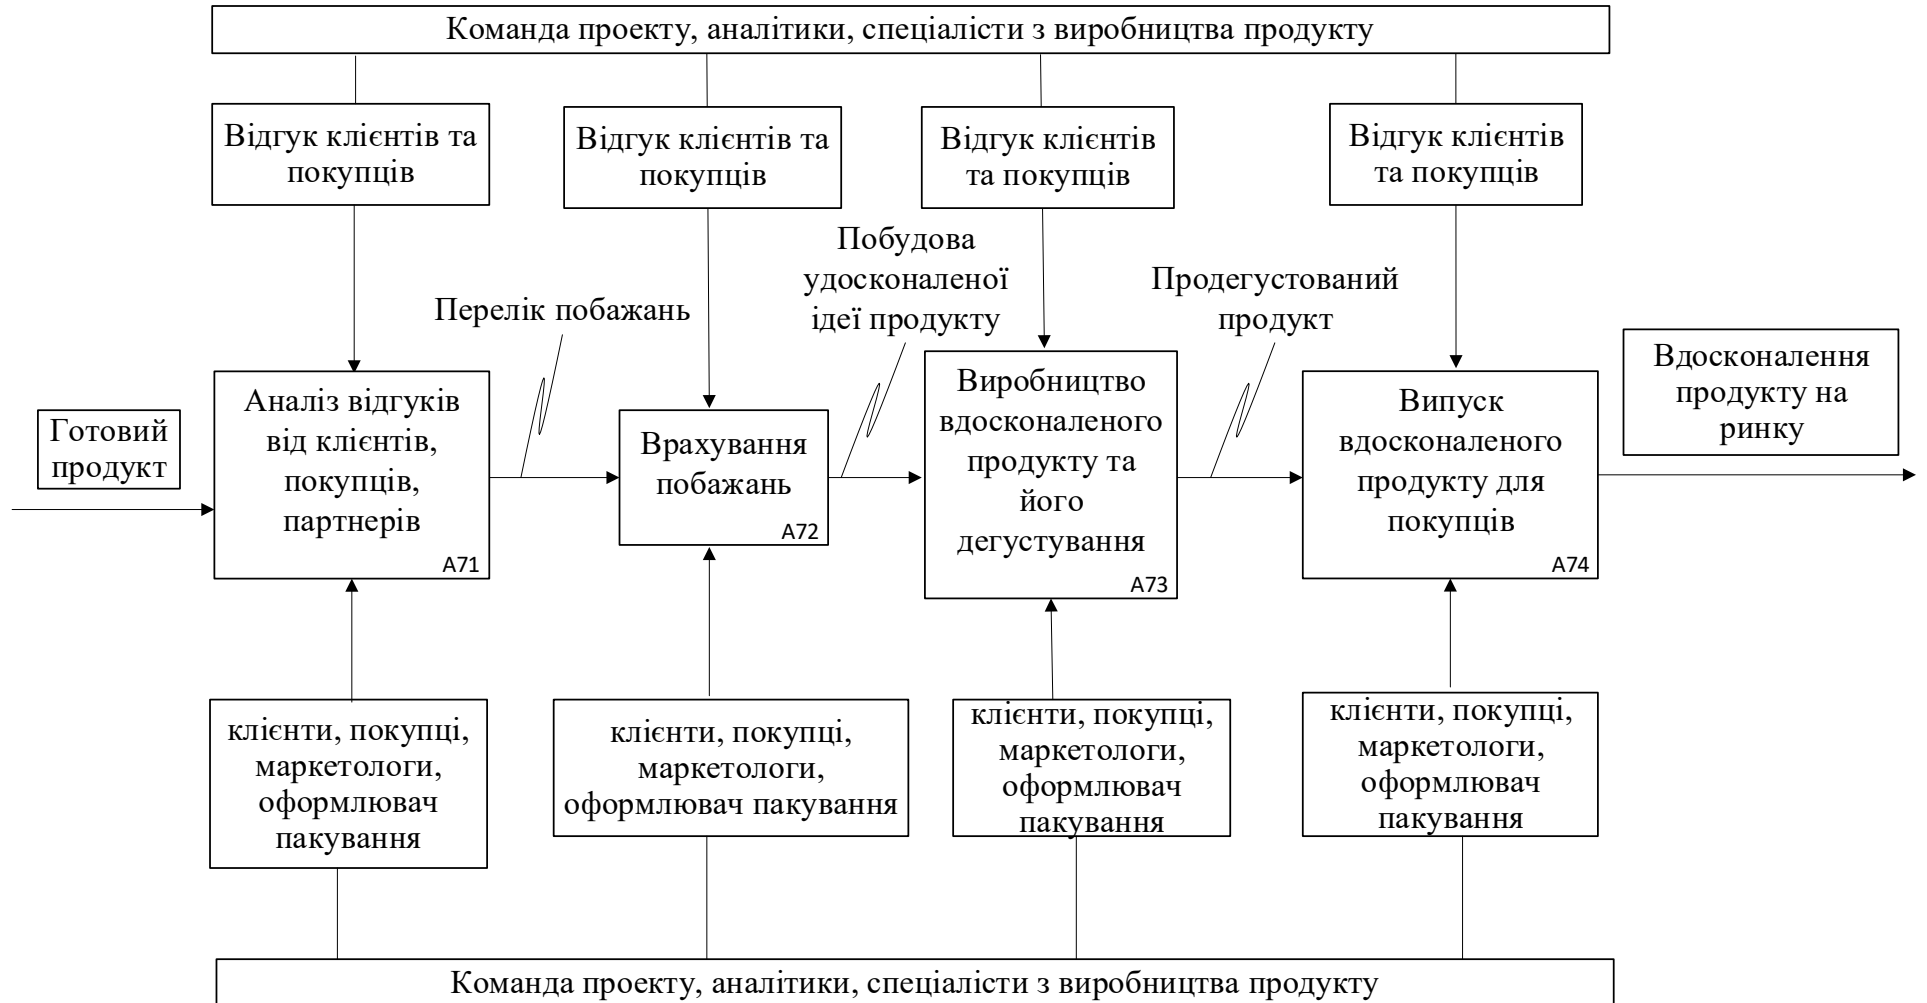 Команда проекту, аналітики, спеціалісти з виробництва продукту
Відгук клієнтів та
покупців
Відгук клієнтів та
покупців
Відгук клієнтів
та покупців
Відгук клієнтів
та покупців
Перелік побажань
Побудова
удосконаленої
ідеї продукту
Продегустований
продукт
Готовий
продукт
Аналіз відгуків
від клієнтів,
покупців,
партнерів
A71
Врахування
побажань
A72
Виробництво
вдосконаленого
продукту та
його
дегустування
A73
Випуск
вдосконаленого
продукту для
покупців
A74
Вдосконалення
продукту на
ринку
клієнти, покупці,
маркетологи,
оформлювач
пакування
клієнти, покупці,
маркетологи,
оформлювач пакування
клієнти, покупці,
маркетологи,
оформлювач
пакування
клієнти, покупці,
маркетологи,
оформлювач
пакування
Команда проекту, аналітики, спеціалісти з виробництва продукту